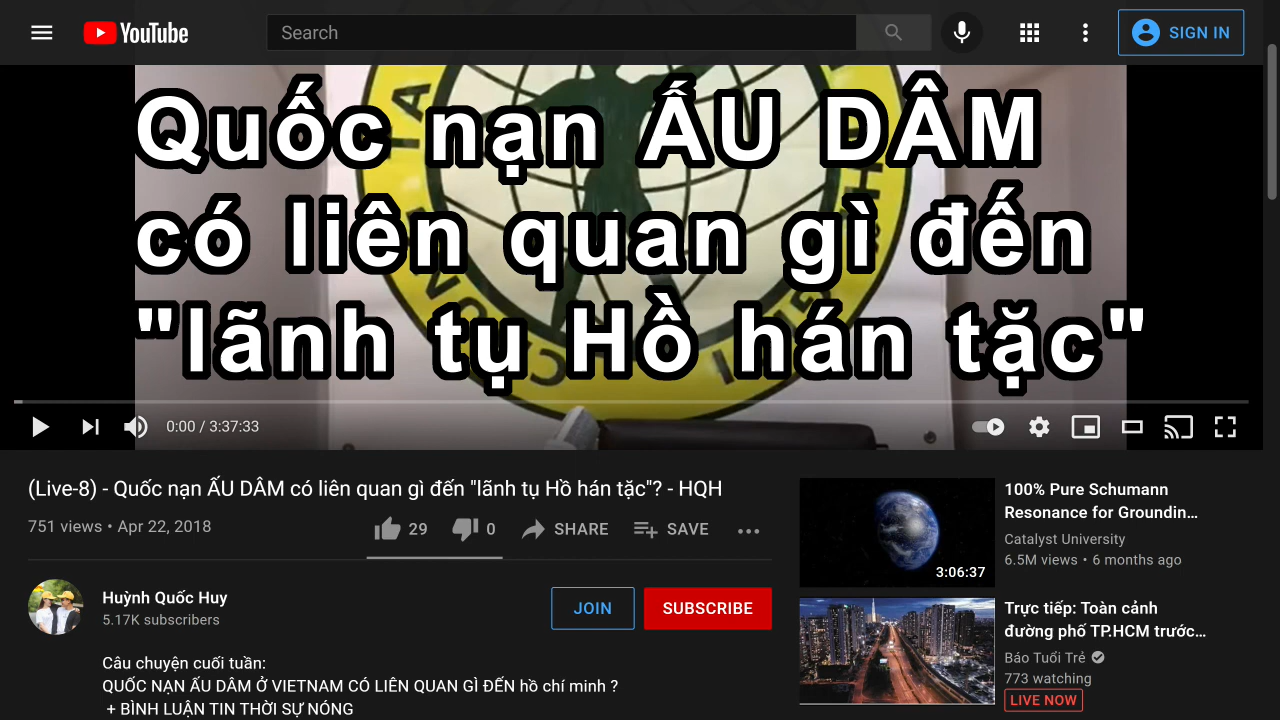 YouTube
Search
SIGN IN
Quốc nạn ẤU DÂM
có liên quan gì đến
"lãnh tụ Hồ hán tặc"
0:00 / 3:37:33
(Live-8) - Quốc nạn ẤU DÂM có liên quan gì đến "lãnh tụ Hồ hán tặc"? - HQH
751 views • Apr 22, 2018
29
0
SHARE
SAVE
Huỳnh Quốc Huy
5.17K subscribers
JOIN
SUBSCRIBE
Câu chuyện cuối tuần:
QUỐC NẠN ẤU DÂM Ở VIETNAM CÓ LIÊN QUAN GÌ ĐẾN hồ chí minh ?
+ BÌNH LUẬN TIN THỜI SỰ NÓNG
3:06:37
100% Pure Schumann
Resonance for Groundin…
Catalyst University
6.5M views • 6 months ago
Trực tiếp: Toàn cảnh
đường phố TP.HCM trước…
Báo Tuổi Trẻ
773 watching
LIVE NOW